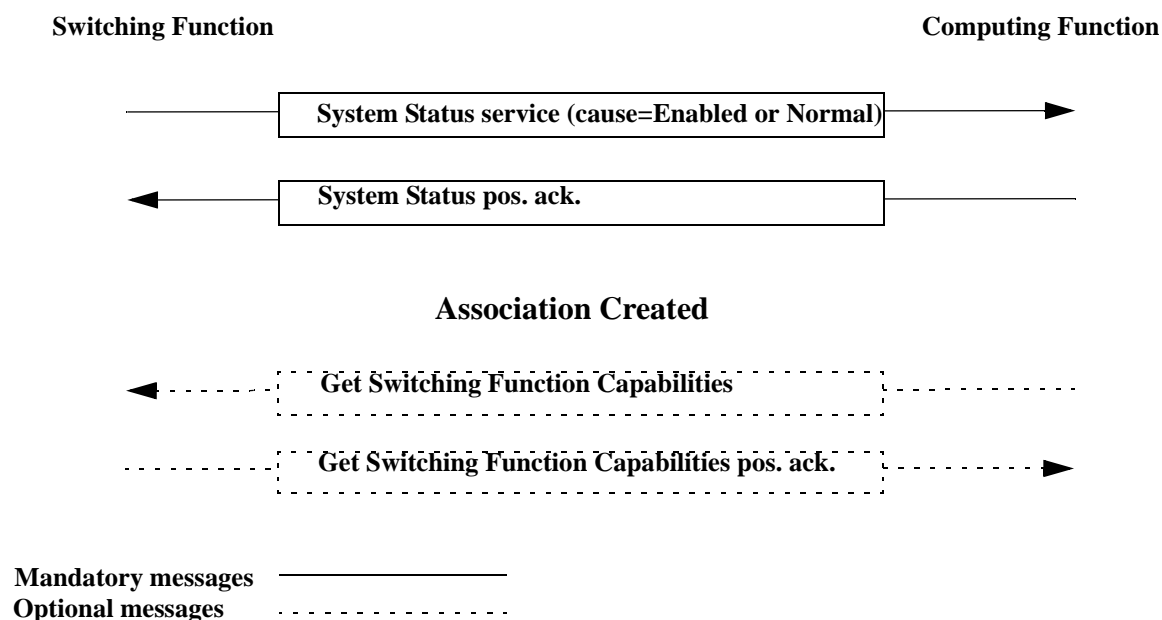 Switching Function
Computing Function
System Status service (cause=Enabled or Normal)
System Status pos. ack.
Association Created
Get Switching Function Capabilities
Get Switching Function Capabilities pos. ack.
Mandatory messages
Optional messages